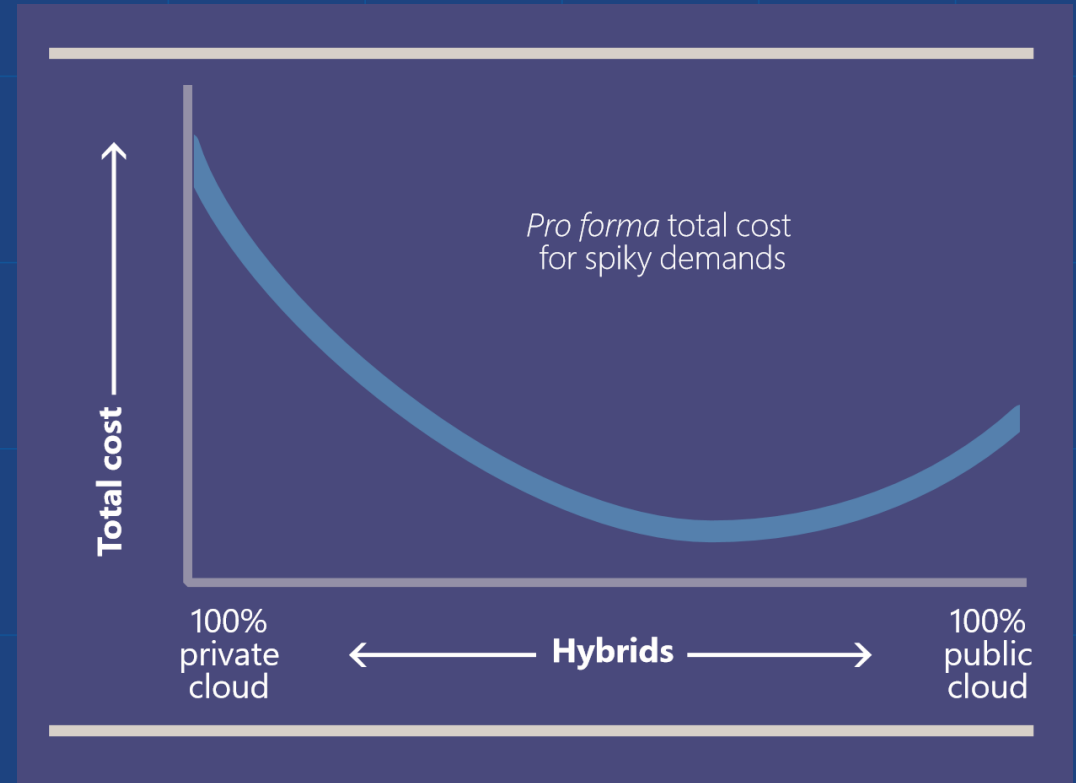 Pro forma total cost
for spiky demands
Total cost
100%
private
cloud
Hybrids
100%
public
cloud